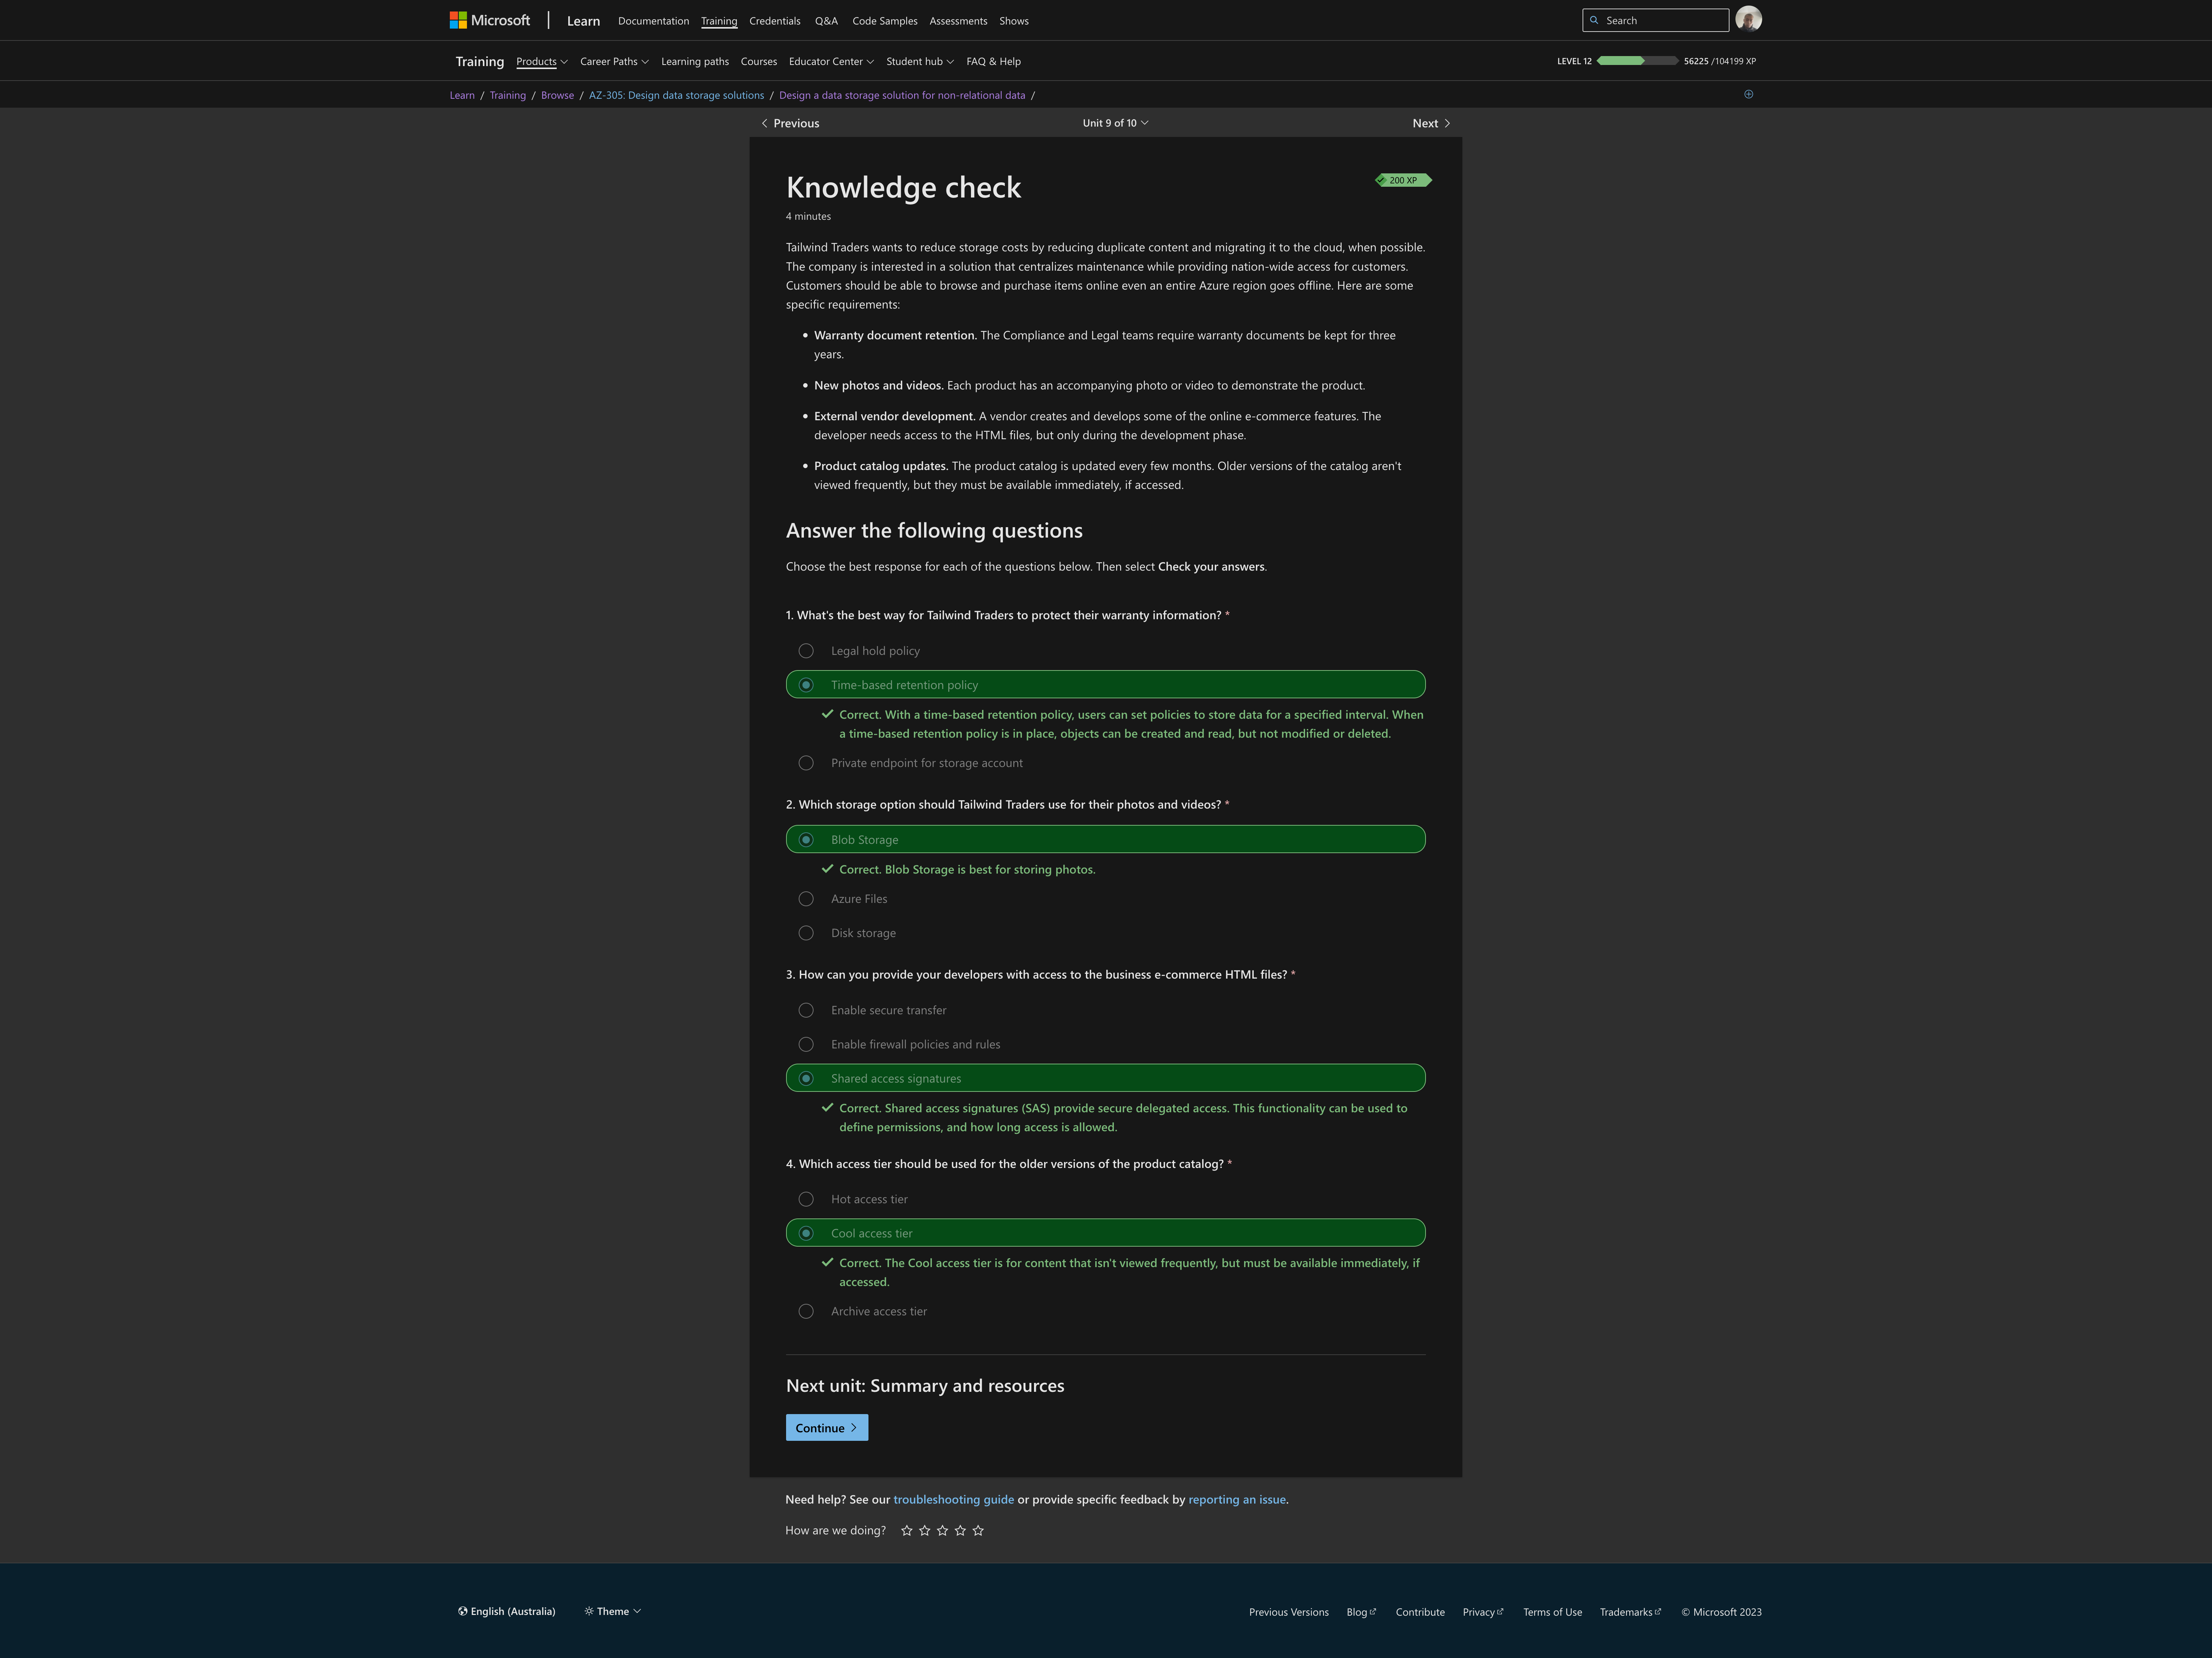 Microsoft
Learn
Documentation Training Credentials Q&A Code Samples Assessments Shows
Search
Training Products Career Paths Learning paths Courses Educator Center Student hub FAQ & Help
LEVEL 12 56225 /104199 XP
Learn / Training / Browse / AZ-305: Design data storage solutions / Design a data storage solution for non-relational data /
Previous
Unit 9 of 10
Next
Knowledge check
200 XP
4 minutes
Tailwind Traders wants to reduce storage costs by reducing duplicate content and migrating it to the cloud, when possible.
The company is interested in a solution that centralizes maintenance while providing nation-wide access for customers.
Customers should be able to browse and purchase items online even an entire Azure region goes offline. Here are some
specific requirements:
• Warranty document retention. The Compliance and Legal teams require warranty documents be kept for three
years.
• New photos and videos. Each product has an accompanying photo or video to demonstrate the product.
• External vendor development. A vendor creates and develops some of the online e-commerce features. The
developer needs access to the HTML files, but only during the development phase.
• Product catalog updates. The product catalog is updated every few months. Older versions of the catalog aren't
viewed frequently, but they must be available immediately, if accessed.
Answer the following questions
Choose the best response for each of the questions below. Then select Check your answers.
1. What's the best way for Tailwind Traders to protect their warranty information? *
Legal hold policy
Time-based retention policy
Correct. With a time-based retention policy, users can set policies to store data for a specified interval. When
a time-based retention policy is in place, objects can be created and read, but not modified or deleted.
Private endpoint for storage account
2. Which storage option should Tailwind Traders use for their photos and videos? *
Blob Storage
Correct. Blob Storage is best for storing photos.
Azure Files
Disk storage
3. How can you provide your developers with access to the business e-commerce HTML files? *
Enable secure transfer
Enable firewall policies and rules
Shared access signatures
Correct. Shared access signatures (SAS) provide secure delegated access. This functionality can be used to
define permissions, and how long access is allowed.
4. Which access tier should be used for the older versions of the product catalog? *
Hot access tier
Cool access tier
Correct. The Cool access tier is for content that isn't viewed frequently, but must be available immediately, if
accessed.
Archive access tier
Next unit: Summary and resources
Continue
Need help? See our troubleshooting guide or provide specific feedback by reporting an issue.
How are we doing?
English (Australia)
Theme
Previous Versions Blog Contribute Privacy Terms of Use Trademarks © Microsoft 2023